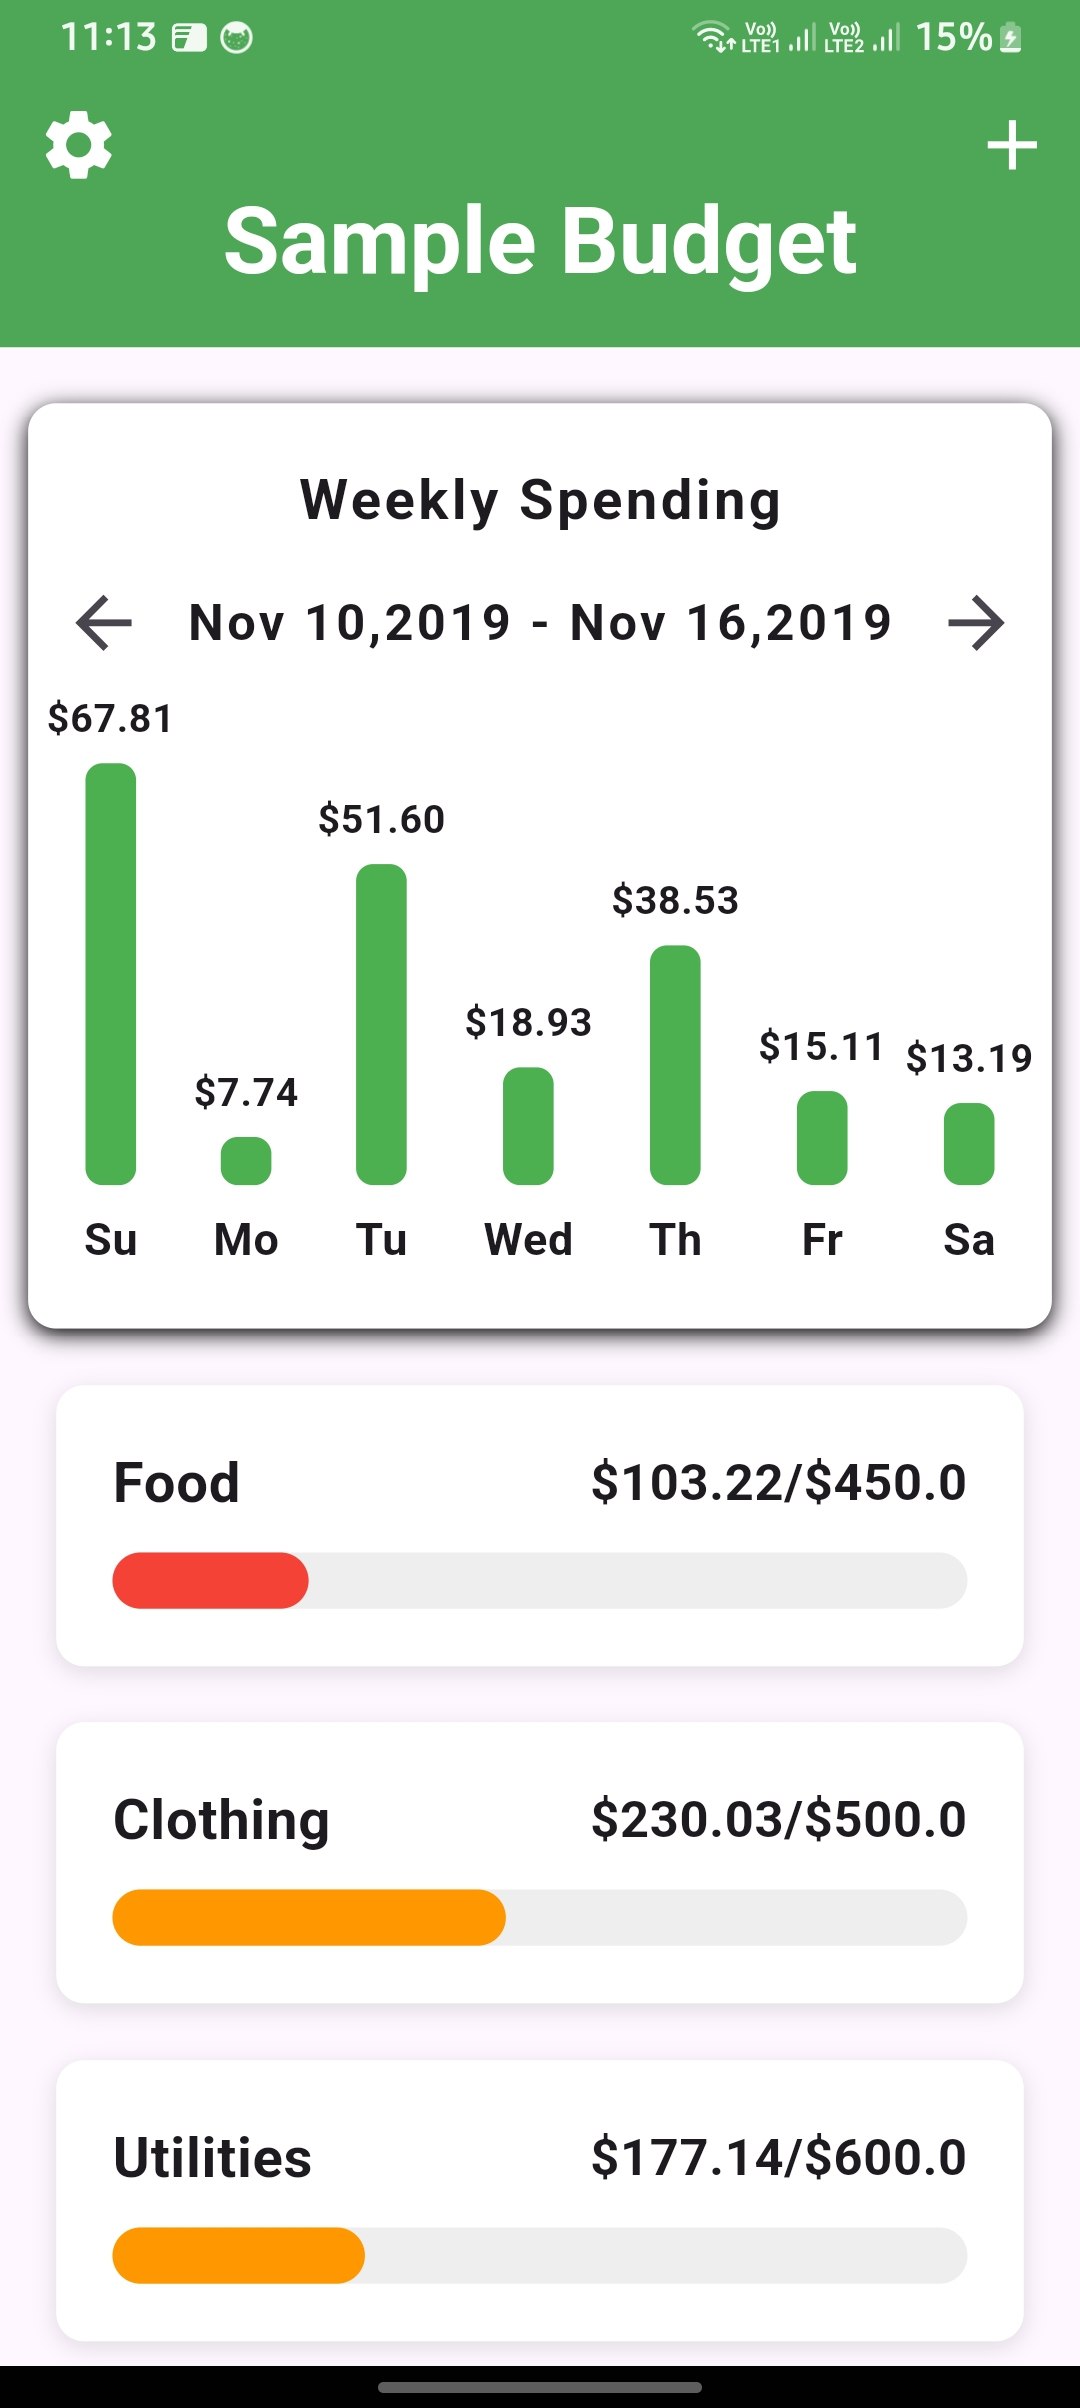 11:13 Vo)) LTE1 Vo)) LTE2 15%
Sample Budget
Weekly Spending
Nov 10,2019 - Nov 16,2019
$67.81
$51.60
$38.53
$18.93
$15.11
$13.19
$7.74
Su Mo Tu Wed Th Fr Sa
Food $103.22/$450.0
Clothing $230.03/$500.0
Utilities $177.14/$600.0